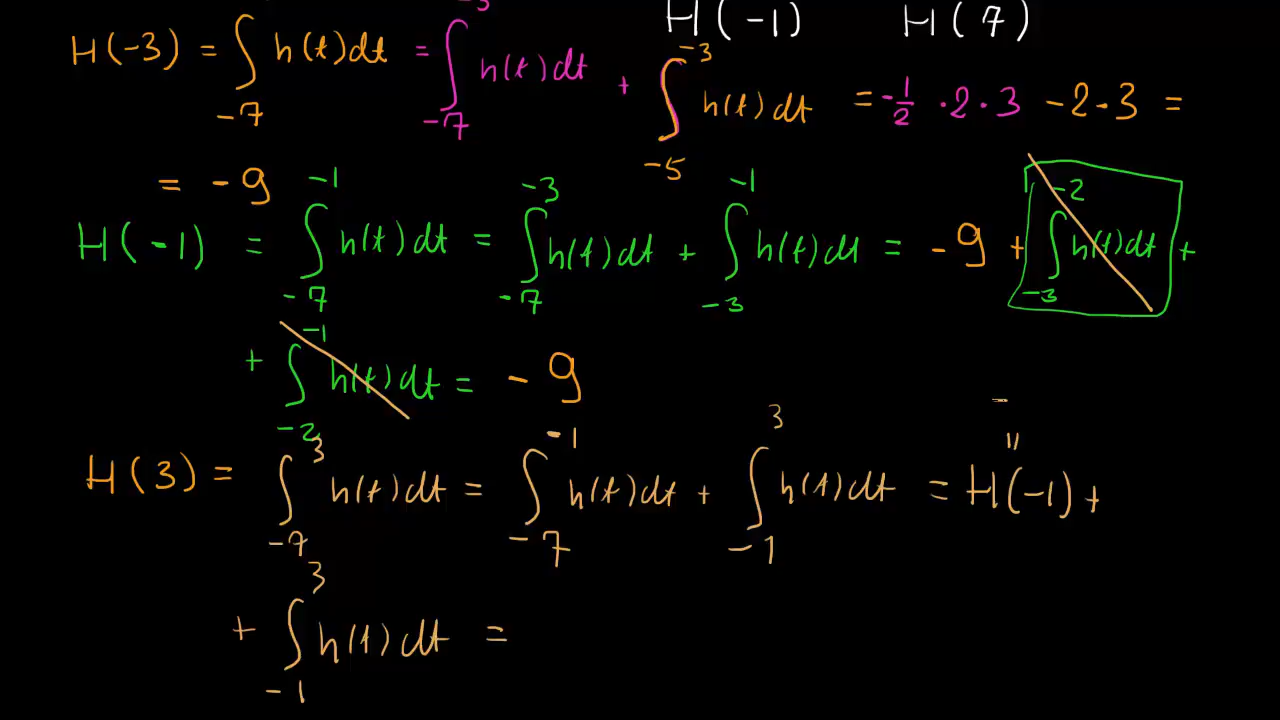 H(-1) H(7)
H(-3) = ∫_{-7} h(t)dt = ∫_{-7}^{-3} h(t)dt + ∫_{-5}^{-3} h(t)dt = -1/2 · 2 · 3 - 2 · 3 =
= -9
H(-1) = ∫_{-7}^{-1} h(t)dt = ∫_{-7}^{-3} h(t)dt + ∫_{-3}^{-1} h(t)dt = -9 + ∫_{-3}^{-2} h(t)dt +
+ ∫_{-2}^{-1} h(t)dt = -9
H(3) = ∫_{-7}^{3} h(t)dt = ∫_{-7}^{-1} h(t)dt + ∫_{-1}^{3} h(t)dt = H(-1) +
+ ∫_{-1}^{3} h(t)dt =